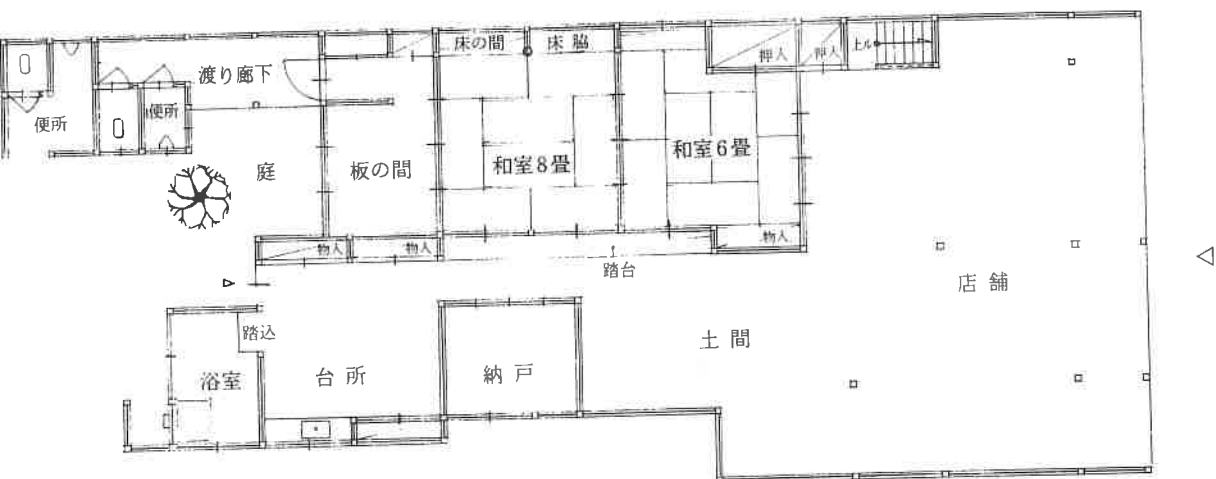 床の間
床脇
押入
押入
上ル
渡り廊下
便所
便所
庭
板の間
和室8畳
和室6畳
物入
物入
物入
踏台
店舗
踏込
土間
浴室
台所
納戸